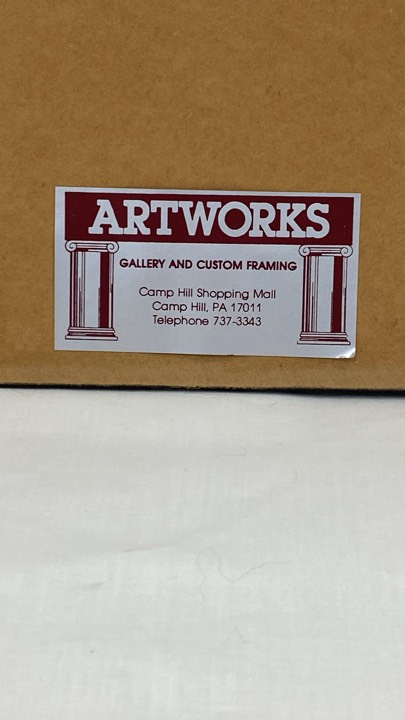 ARTWORKS
GALLERY AND CUSTOM FRAMING
Camp Hill Shopping Mall
Camp Hill, PA 17011
Telephone 737-3343